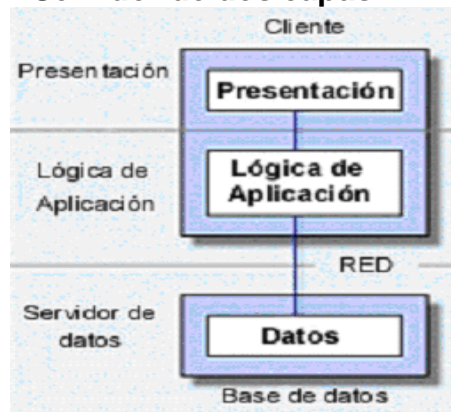 Cliente
Presentación
Presentación
Lógica de
Aplicación
Lógica de
Aplicación
RED
Servidor de
datos
Datos
Base de datos